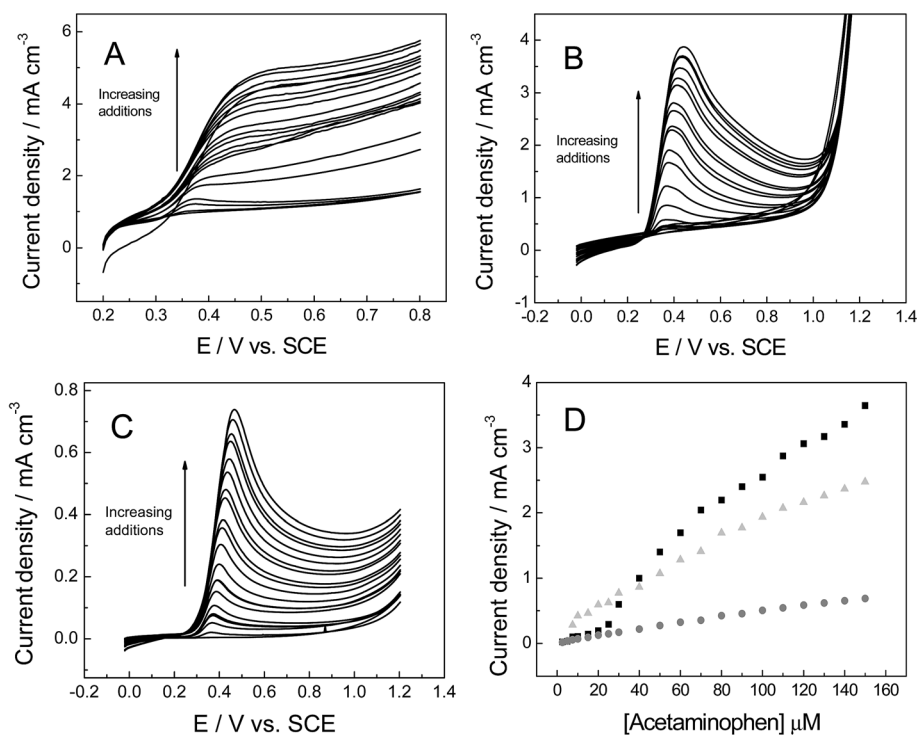 A
Increasing
additions
Current density / mA cm-3
6
4
2
0
0.2 0.3 0.4 0.5 0.6 0.7 0.8
E / V vs. SCE
B
Increasing
additions
Current density / mA cm-3
4
3
2
1
0
-1
-0.2 0.0 0.2 0.4 0.6 0.8 1.0 1.2 1.4
E / V vs. SCE
C
Increasing
additions
Current density / mA cm-3
0.8
0.6
0.4
0.2
0.0
-0.2 0.0 0.2 0.4 0.6 0.8 1.0 1.2 1.4
E / V vs. SCE
D
Current density / mA cm-3
4
3
2
1
0
0 20 40 60 80 100 120 140 160
[Acetaminophen] μM